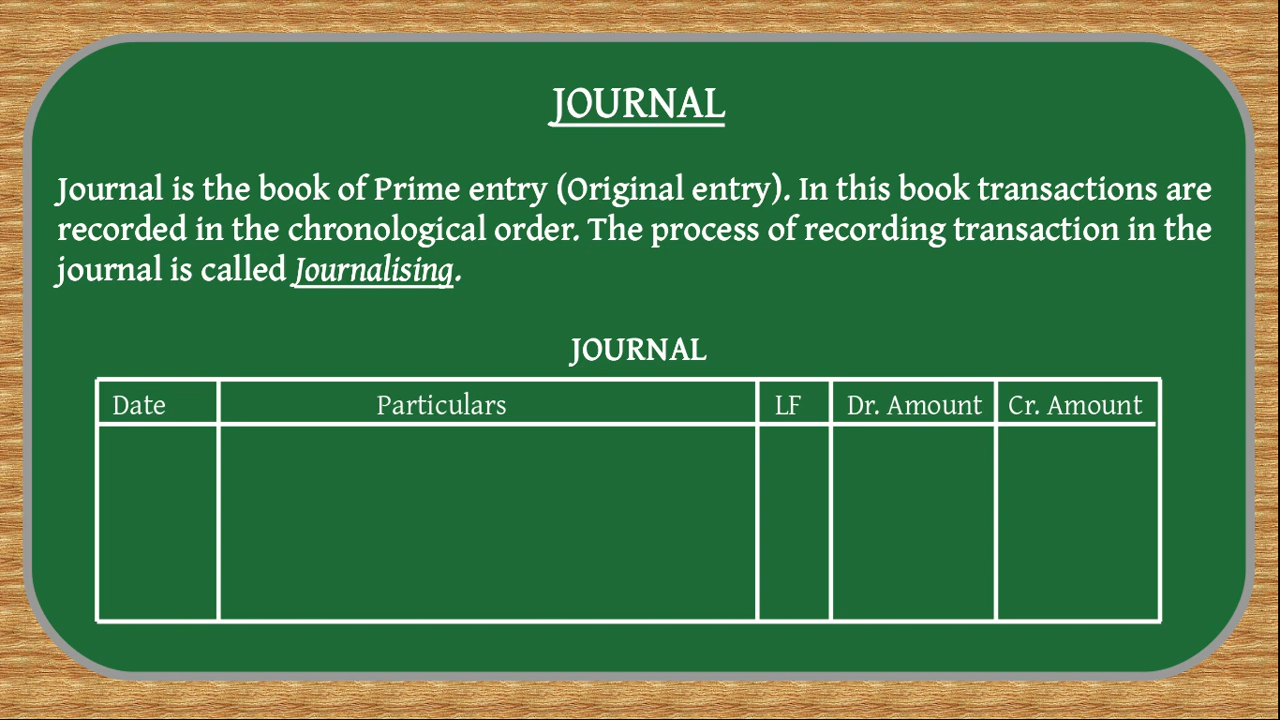 JOURNAL
Journal is the book of Prime entry (Original entry). In this book transactions are
recorded in the chronological order. The process of recording transaction in the
journal is called Journalising.
JOURNAL
Date Particulars LF Dr. Amount Cr. Amount